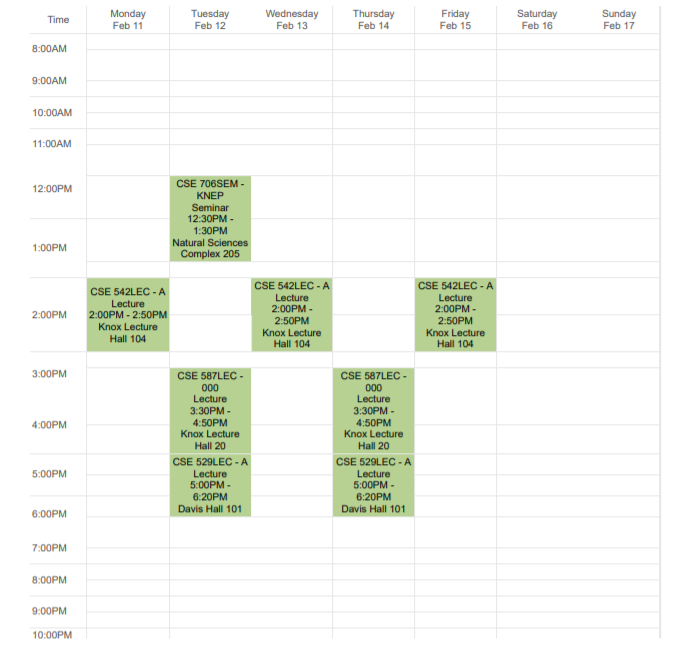 Time
Monday
Feb 11
Tuesday
Feb 12
Wednesday
Feb 13
Thursday
Feb 14
Friday
Feb 15
Saturday
Feb 16
Sunday
Feb 17
8:00AM
9:00AM
10:00AM
11:00AM
12:00PM
CSE 706SEM -
KNEP
Seminar
12:30PM -
1:30PM
Natural Sciences
Complex 205
1:00PM
2:00PM
CSE 542LEC - A
Lecture
2:00PM - 2:50PM
Knox Lecture
Hall 104
CSE 542LEC - A
Lecture
2:00PM -
2:50PM
Knox Lecture
Hall 104
CSE 542LEC - A
Lecture
2:00PM -
2:50PM
Knox Lecture
Hall 104
3:00PM
CSE 587LEC -
000
Lecture
3:30PM -
4:50PM
Knox Lecture
Hall 20
CSE 587LEC -
000
Lecture
3:30PM -
4:50PM
Knox Lecture
Hall 20
4:00PM
5:00PM
CSE 529LEC - A
Lecture
5:00PM -
6:20PM
Davis Hall 101
CSE 529LEC - A
Lecture
5:00PM -
6:20PM
Davis Hall 101
6:00PM
7:00PM
8:00PM
9:00PM
10:00PM